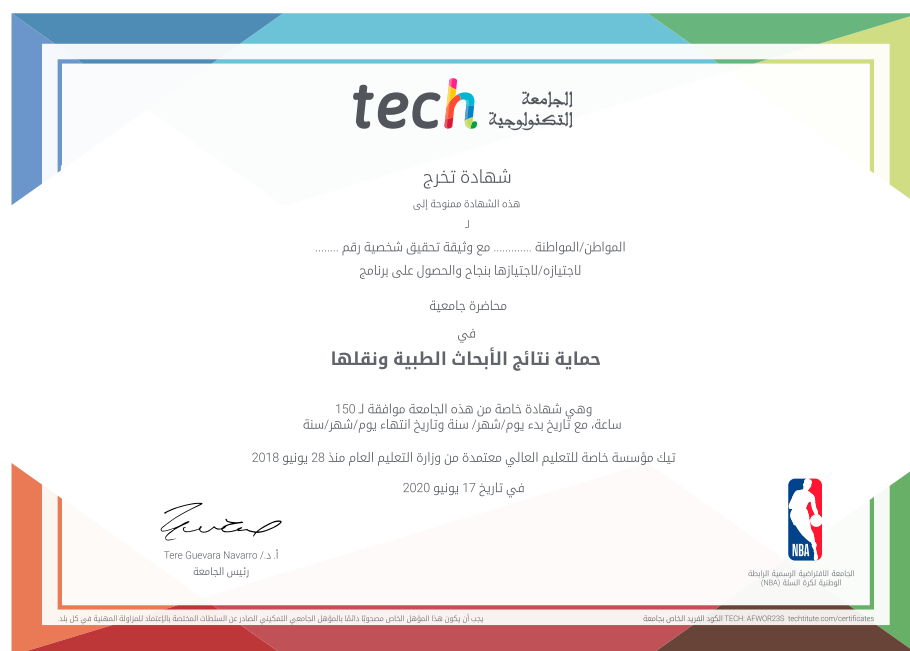 tech الجامعة
التكنولوجية
شهادة تخرج
هذه الشهادة ممنوحة إلى
لـ
المواطن/المواطنة ............. مع وثيقة تحقيق شخصية رقم ........
لاجتيازه/لاجتيازها بنجاح والحصول على برنامج
محاضرة جامعية
في
حماية نتائج الأبحاث الطبية ونقلها
وهي شهادة خاصة من هذه الجامعة موافقة لـ 150
ساعة، مع تاريخ بدء يوم/شهر/ سنة وتاريخ انتهاء يوم/شهر/سنة
تيك مؤسسة خاصة للتعليم العالي معتمدة من وزارة التعليم العام منذ 28 يونيو 2018
في تاريخ 17 يونيو 2020
أ. د./ Tere Guevara Navarro
رئيس الجامعة
NBA
الجامعة الافتراضية الرسمية الرابطة
الوطنية لكرة السلة (NBA)
يجب أن يكون هذا المؤهل الخاص مصحوبًا دائمًا بالمؤهل الجامعي التمكيني الصادر عن السلطات المختصة بالإعتماد للمزاولة المهنية في كل بلد.
الكود الفريد الخاص بجامعة TECH: AFWOR23S techtitute.com/certificates